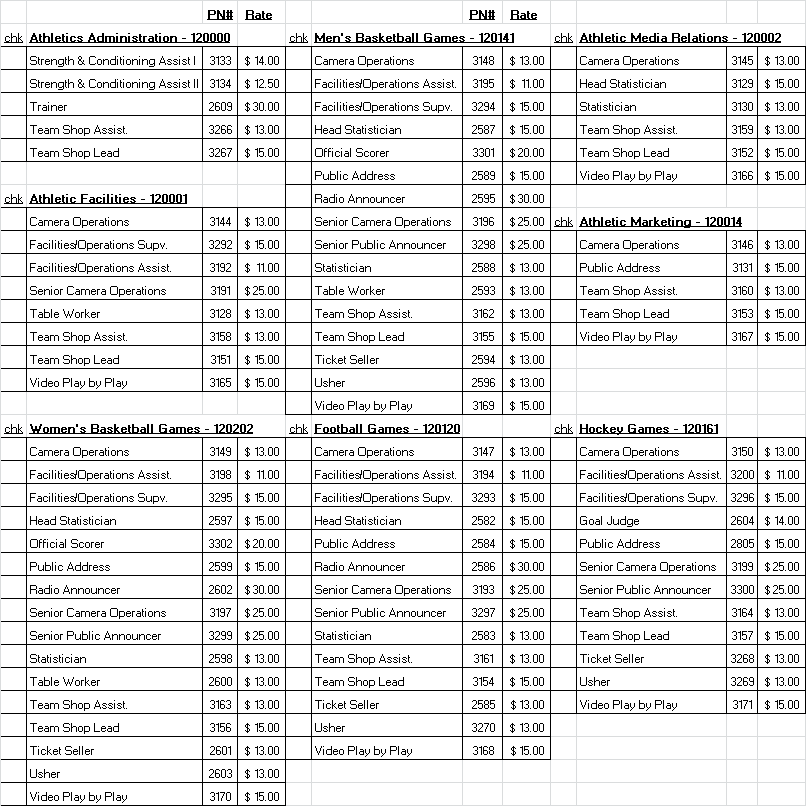 PN# Rate
chk Athletics Administration - 120000
Strength & Conditioning Assist I 3133 $ 14.00
Strength & Conditioning Assist II 3134 $ 12.50
Trainer 2609 $ 30.00
Team Shop Assist. 3266 $ 13.00
Team Shop Lead 3267 $ 15.00
chk Athletic Facilities - 120001
Camera Operations 3144 $ 13.00
Facilities/Operations Supv. 3292 $ 15.00
Facilities/Operations Assist. 3192 $ 11.00
Senior Camera Operations 3191 $ 25.00
Table Worker 3128 $ 13.00
Team Shop Assist. 3158 $ 13.00
Team Shop Lead 3151 $ 15.00
Video Play by Play 3165 $ 15.00
chk Women's Basketball Games - 120202
Camera Operations 3149 $ 13.00
Facilities/Operations Assist. 3198 $ 11.00
Facilities/Operations Supv. 3295 $ 15.00
Head Statistician 2597 $ 15.00
Official Scorer 3302 $ 20.00
Public Address 2599 $ 15.00
Radio Announcer 2602 $ 30.00
Senior Camera Operations 3197 $ 25.00
Senior Public Announcer 3299 $ 25.00
Statistician 2598 $ 13.00
Table Worker 2600 $ 13.00
Team Shop Assist. 3163 $ 13.00
Team Shop Lead 3156 $ 15.00
Ticket Seller 2601 $ 13.00
Usher 2603 $ 13.00
Video Play by Play 3170 $ 15.00
PN# Rate
chk Men's Basketball Games - 120141
Camera Operations 3148 $ 13.00
Facilities/Operations Assist. 3195 $ 11.00
Facilities/Operations Supv. 3294 $ 15.00
Head Statistician 2587 $ 15.00
Official Scorer 3301 $ 20.00
Public Address 2589 $ 15.00
Radio Announcer 2595 $ 30.00
Senior Camera Operations 3196 $ 25.00
Senior Public Announcer 3298 $ 25.00
Statistician 2588 $ 13.00
Table Worker 2593 $ 13.00
Team Shop Assist. 3162 $ 13.00
Team Shop Lead 3155 $ 15.00
Ticket Seller 2594 $ 13.00
Usher 2596 $ 13.00
Video Play by Play 3169 $ 15.00
chk Football Games - 120120
Camera Operations 3147 $ 13.00
Facilities/Operations Assist. 3194 $ 11.00
Facilities/Operations Supv. 3293 $ 15.00
Head Statistician 2582 $ 15.00
Public Address 2584 $ 15.00
Radio Announcer 2586 $ 30.00
Senior Camera Operations 3193 $ 25.00
Senior Public Announcer 3297 $ 25.00
Statistician 2583 $ 13.00
Team Shop Assist. 3161 $ 13.00
Team Shop Lead 3154 $ 15.00
Ticket Seller 2585 $ 13.00
Usher 3270 $ 13.00
Video Play by Play 3168 $ 15.00
chk Athletic Media Relations - 120002
Camera Operations 3145 $ 13.00
Head Statistician 3129 $ 15.00
Statistician 3130 $ 13.00
Team Shop Assist. 3159 $ 13.00
Team Shop Lead 3152 $ 15.00
Video Play by Play 3166 $ 15.00
chk Athletic Marketing - 120014
Camera Operations 3146 $ 13.00
Public Address 3131 $ 15.00
Team Shop Assist. 3160 $ 13.00
Team Shop Lead 3153 $ 15.00
Video Play by Play 3167 $ 15.00
chk Hockey Games - 120161
Camera Operations 3150 $ 13.00
Facilities/Operations Assist. 3200 $ 11.00
Facilities/Operations Supv. 3296 $ 15.00
Goal Judge 2604 $ 14.00
Public Address 2805 $ 15.00
Senior Camera Operations 3199 $ 25.00
Senior Public Announcer 3300 $ 25.00
Team Shop Assist. 3164 $ 13.00
Team Shop Lead 3157 $ 15.00
Ticket Seller 3268 $ 13.00
Usher 3269 $ 13.00
Video Play by Play 3171 $ 15.00